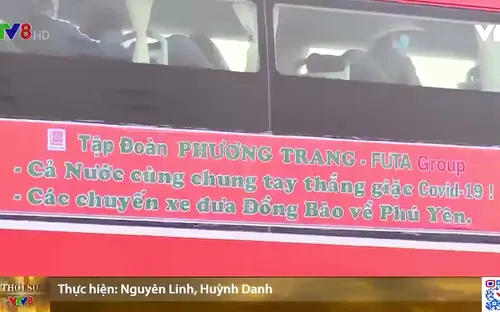 VTV8 HD
VTV
Tập Đoàn PHƯƠNG TRANG - FUTA Group
- Cả Nước cùng chung tay thắng giặc Covid-19 !
- Các chuyến xe đưa Đồng Bào về Phú Yên.
THỜI SỰ
VTV8
Thực hiện: Nguyên Linh, Huỳnh Danh